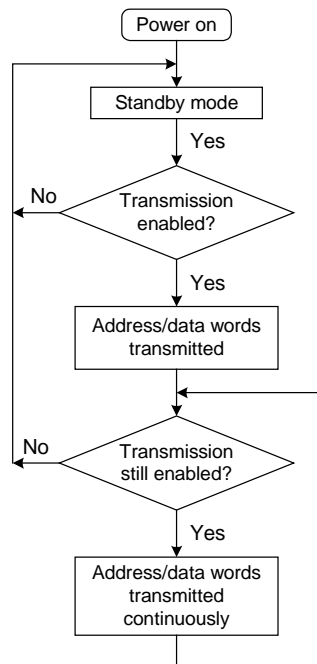 Power on
Standby mode
Yes
No
Transmission
enabled?
Yes
Address/data words
transmitted
No
Transmission
still enabled?
Yes
Address/data words
transmitted
continuously